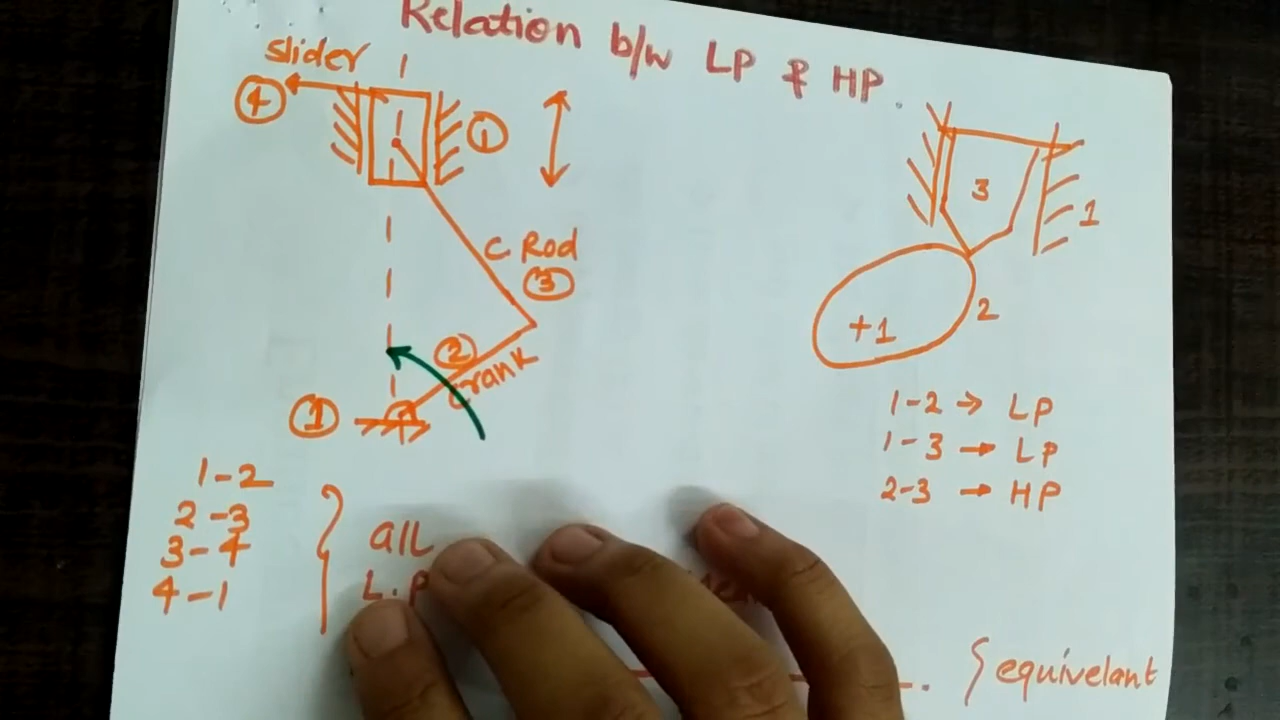 Relation b/w LP & HP.
slider
④
①
C Rod
③
②
Crank
①
1-2
2-3
3-4
4-1
all
L.P
3
1
+1
2
1-2 → LP
1-3 → LP
2-3 → HP
equivelant